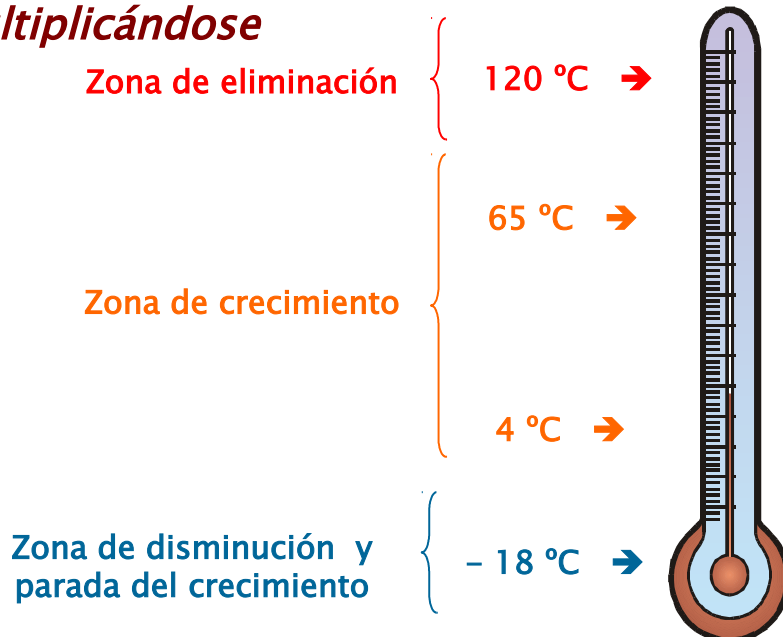 ltiplicándose
Zona de eliminación
120 ºC ➔
65 ºC ➔
Zona de crecimiento
4 ºC ➔
Zona de disminución y
parada del crecimiento
– 18 ºC ➔